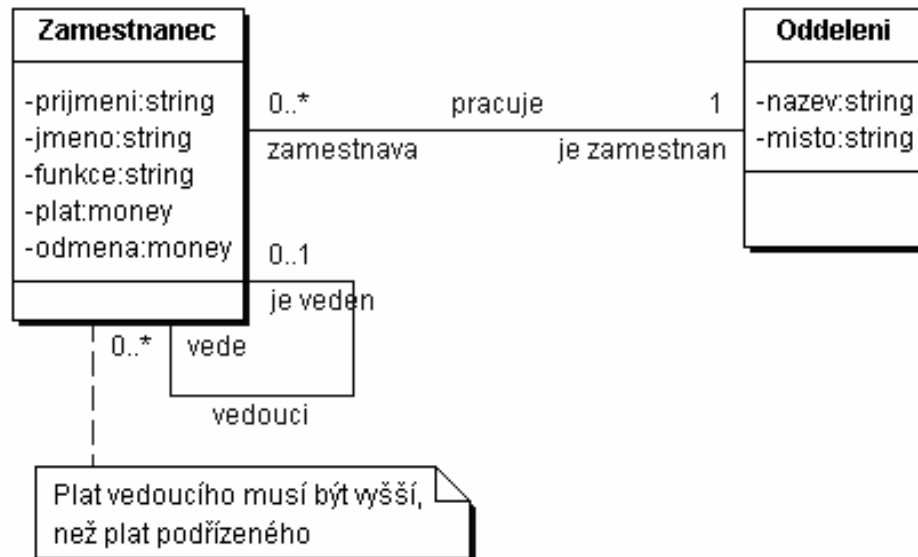 Zamestnanec
-prijmeni:string
-jmeno:string
-funkce:string
-plat:money
-odmena:money
0..*
pracuje
1
zamestnava
je zamestnan
Oddeleni
-nazev:string
-misto:string
0..1
je veden
0..*
vede
vedouci
Plat vedoucího musí být vyšší,
než plat podřízeného